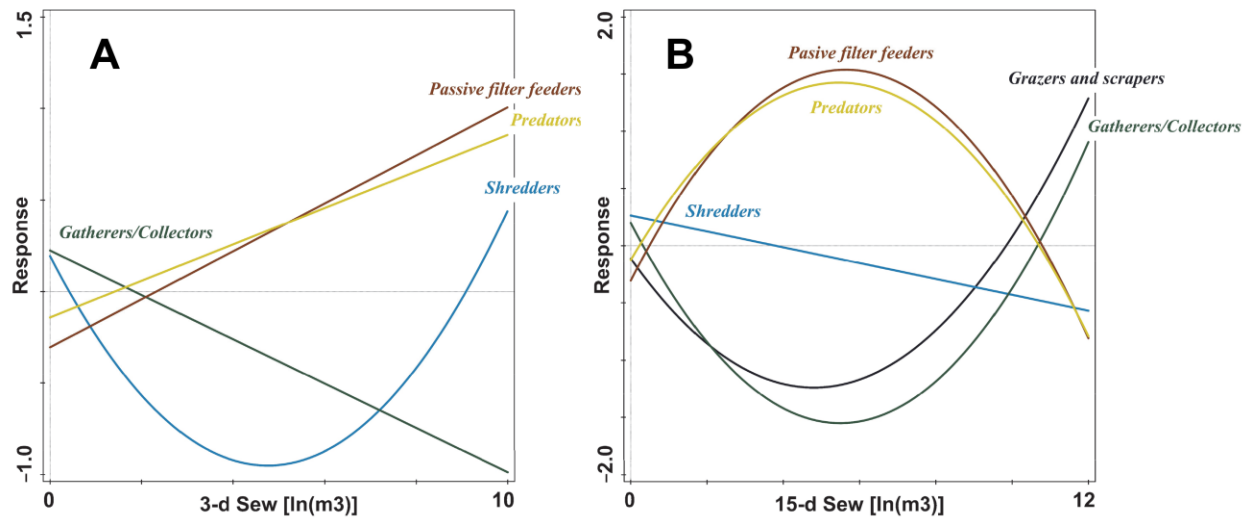 A
1.5
Passive filter feeders
Predators
Shredders
Gatherers/Collectors
Response
-1.0
0
3-d Sew [ln(m3)]
10
B
2.0
Pasive filter feeders
Predators
Grazers and scrapers
Gatherers/Collectors
Shredders
Response
-2.0
0
15-d Sew [ln(m3)]
12